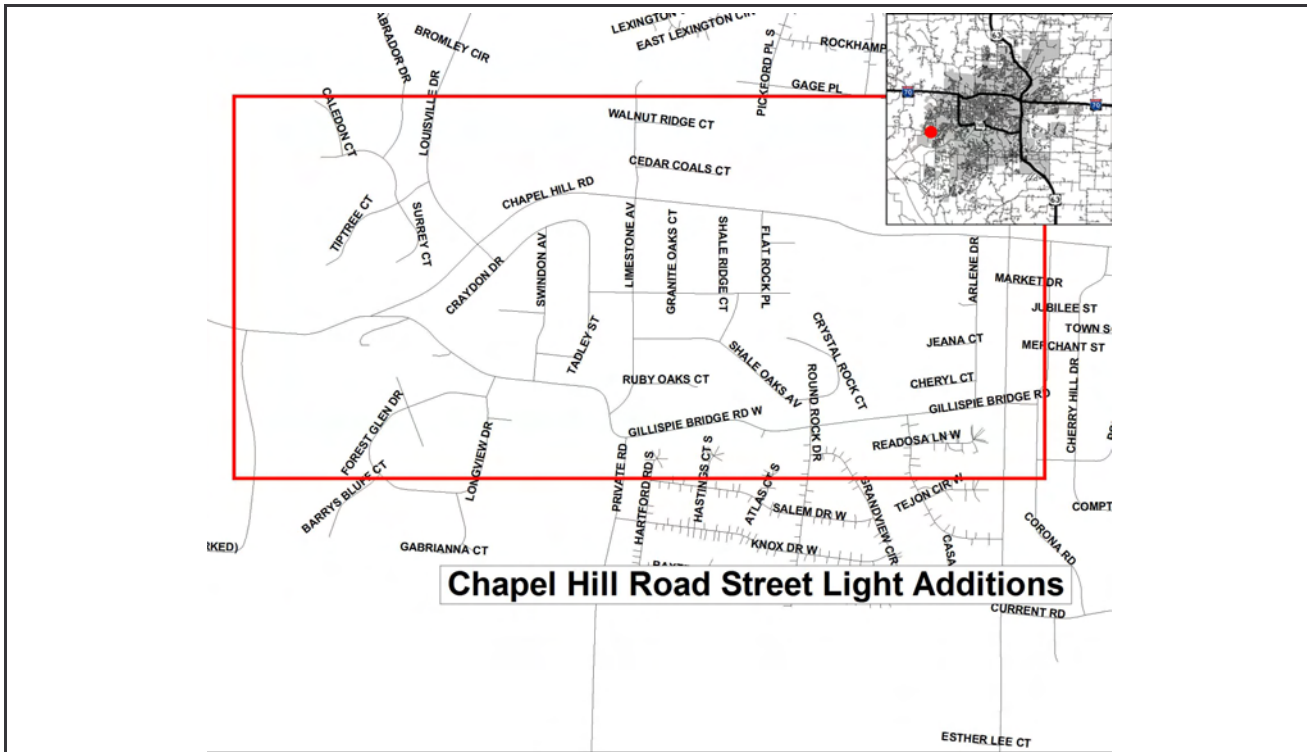 LEXINGTON
EAST LEXINGTON CIR
BROMLEY CIR
ABRADOR DR
PICKFORD PL S
ROCKHAMP
GAGE PL
63
70
70
63
CALEDON CT
LOUISVILLE DR
WALNUT RIDGE CT
CEDAR COALS CT
CHAPEL HILL RD
TIPTREE CT
SURREY CT
CRAYDON DR
SWINDON AV
TADLEY ST
LIMESTONE AV
GRANITE OAKS CT
SHALE RIDGE CT
FLAT ROCK PL
ARLENE DR
MARKET DR
JUBILEE ST
TOWN S
MERCHANT ST
CRYSTAL ROCK CT
JEANA CT
SHALE OAKS AV
ROUND ROCK DR
RUBY OAKS CT
CHERYL CT
CHERRY HILL DR
GILLISPIE BRIDGE RD
GILLISPIE BRIDGE RD W
FOREST GLEN DR
LONGVIEW DR
READOSA LN W
BARRYS BLUFF CT
PRIVATE RD
HARTFORD RD S
HASTINGS CT S
ATLAS CT S
SALEM DR W
GRANDVIEW CIR
TEJON CIR W
COMPT
CORONA RD
CASA
KNOX DR W
RKED)
GABRIANNA CT
Chapel Hill Road Street Light Additions
CURRENT RD
ESTHER LEE CT